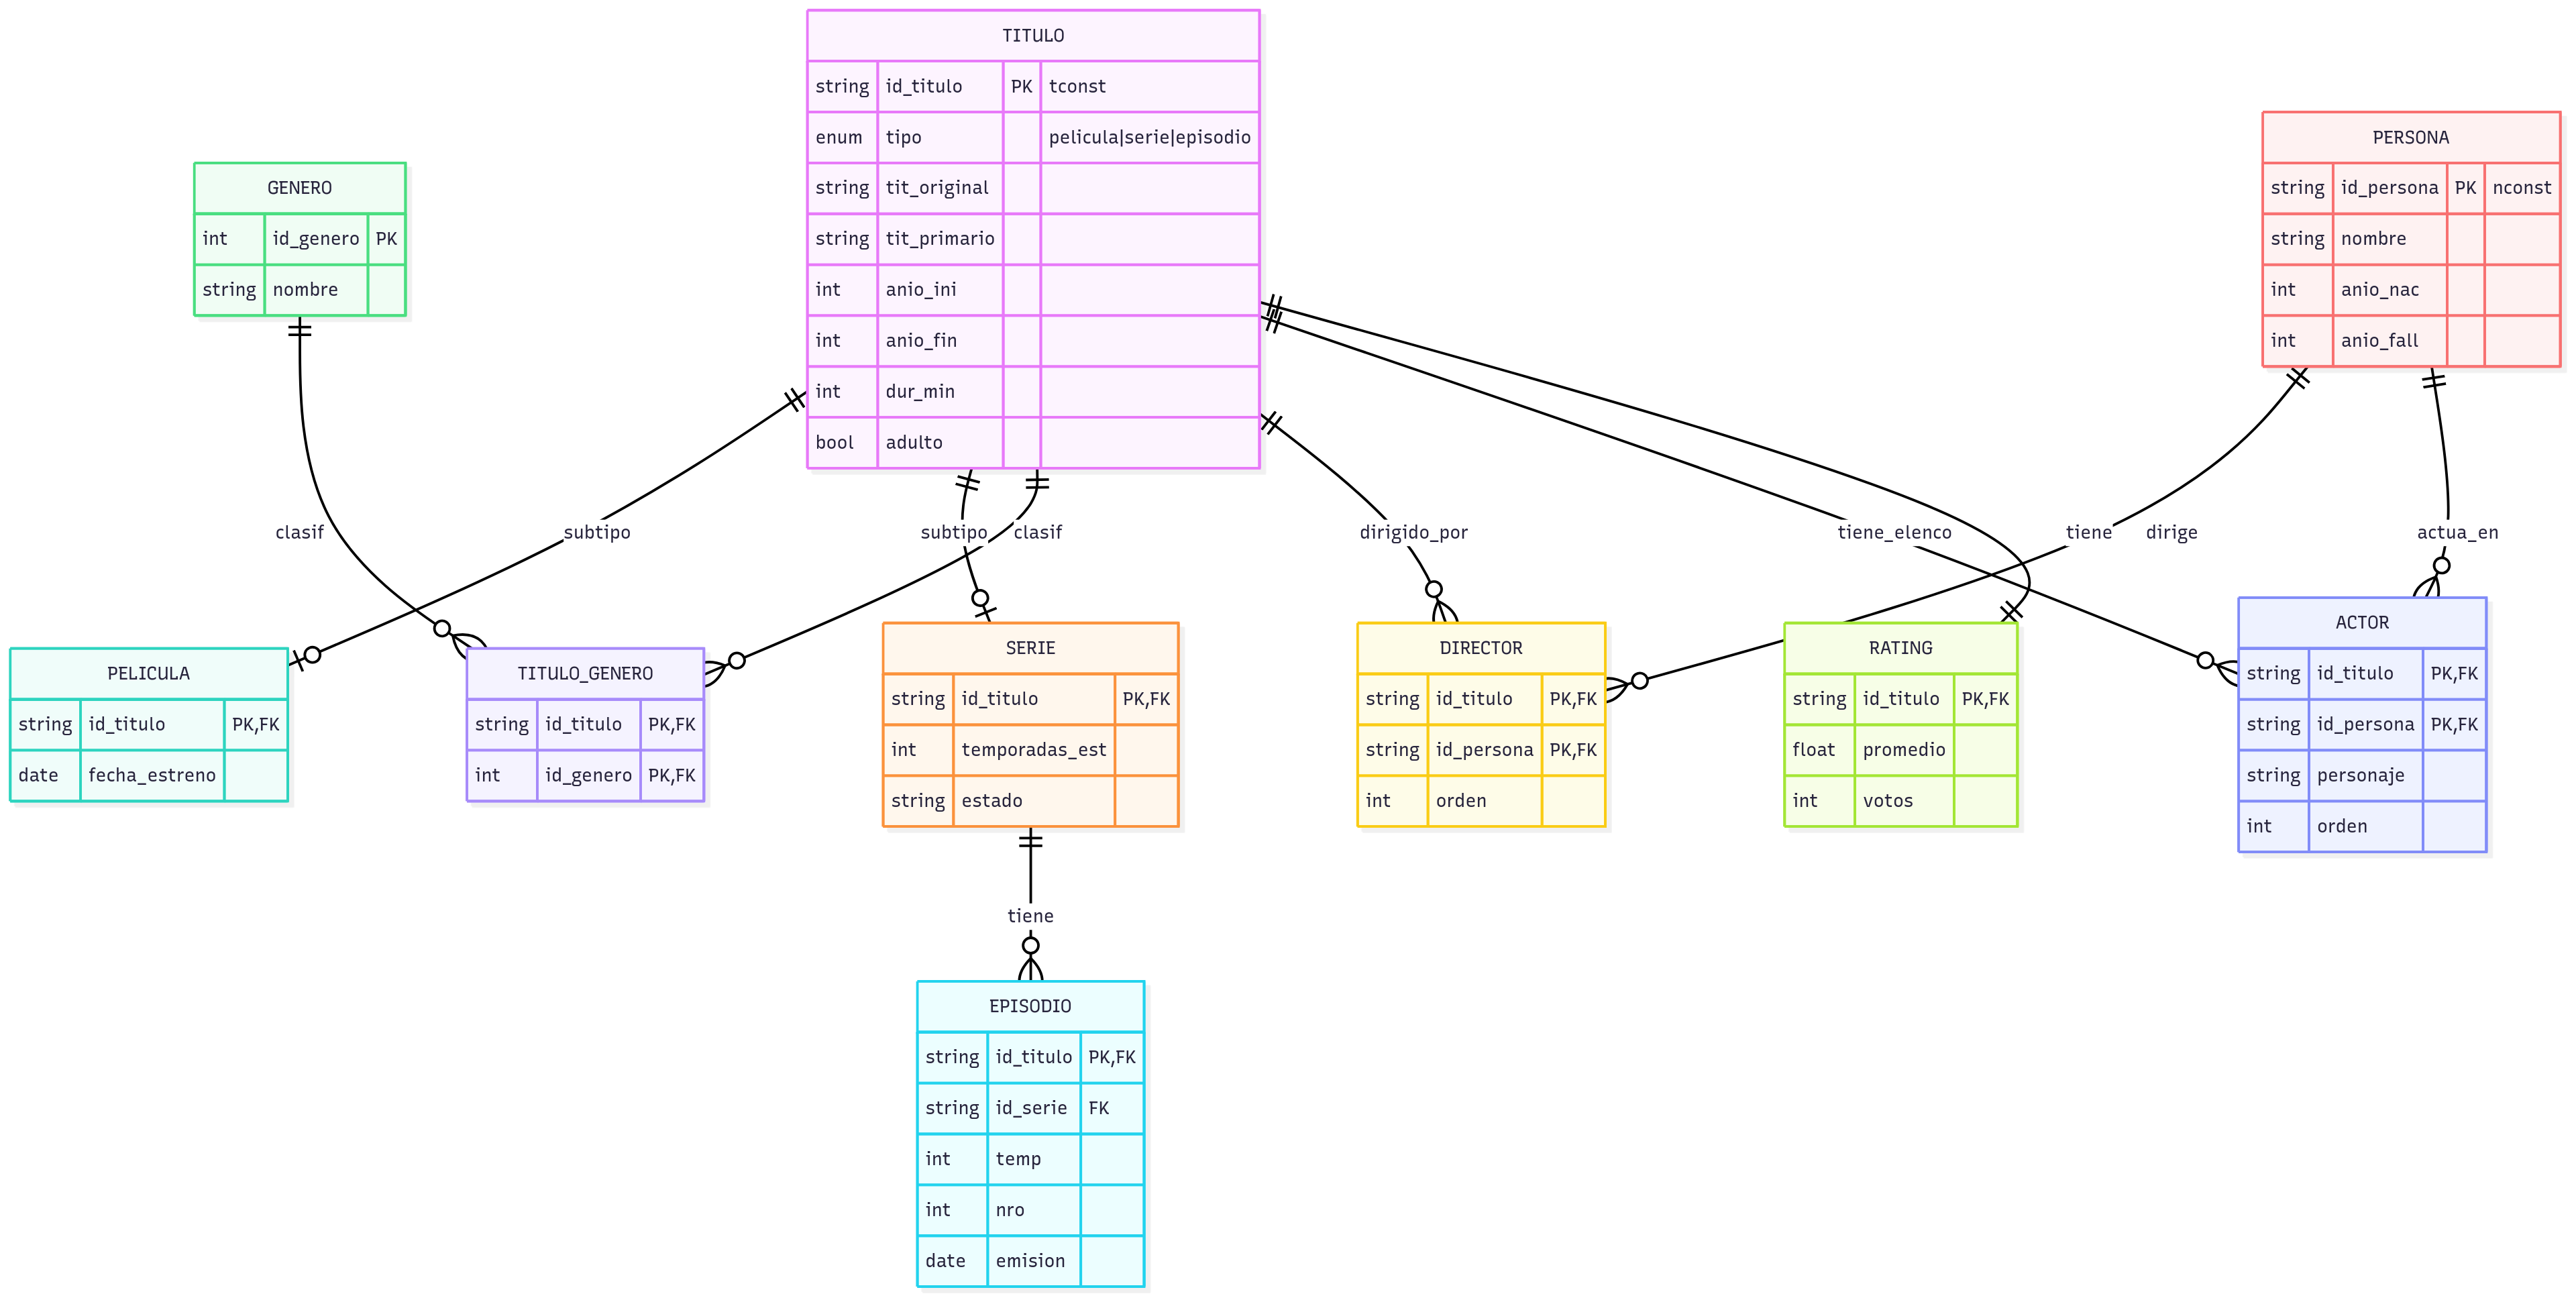 TITULO
string id_titulo PK tconst
enum tipo pelicula|serie|episodio
string tit_original
string tit_primario
int anio_ini
int anio_fin
int dur_min
bool adulto
PERSONA
string id_persona PK nconst
string nombre
int anio_nac
int anio_fall
GENERO
int id_genero PK
string nombre
clasif
subtipo
subtipo
clasif
dirigido_por
tiene_elenco
tiene
dirige
actua_en
PELICULA
string id_titulo PK,FK
date fecha_estreno
TITULO_GENERO
string id_titulo PK,FK
int id_genero PK,FK
SERIE
string id_titulo PK,FK
int temporadas_est
string estado
DIRECTOR
string id_titulo PK,FK
string id_persona PK,FK
int orden
RATING
string id_titulo PK,FK
float promedio
int votos
ACTOR
string id_titulo PK,FK
string id_persona PK,FK
string personaje
int orden
tiene
EPISODIO
string id_titulo PK,FK
string id_serie FK
int temp
int nro
date emision